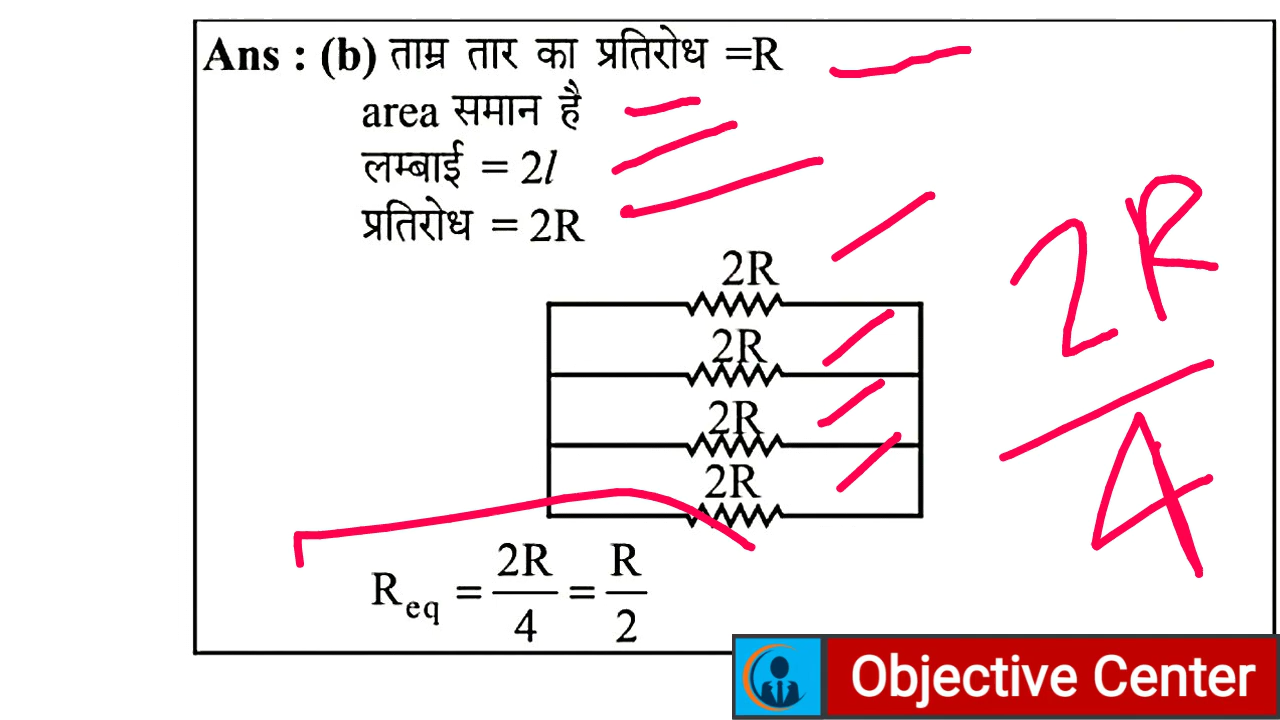 Ans : (b) ताम्र तार का प्रतिरोध =R
area समान है
लम्बाई = 2l
प्रतिरोध = 2R
2R
2R
2R
2R
R_eq = 2R/4 = R/2
2R
4
Objective Center